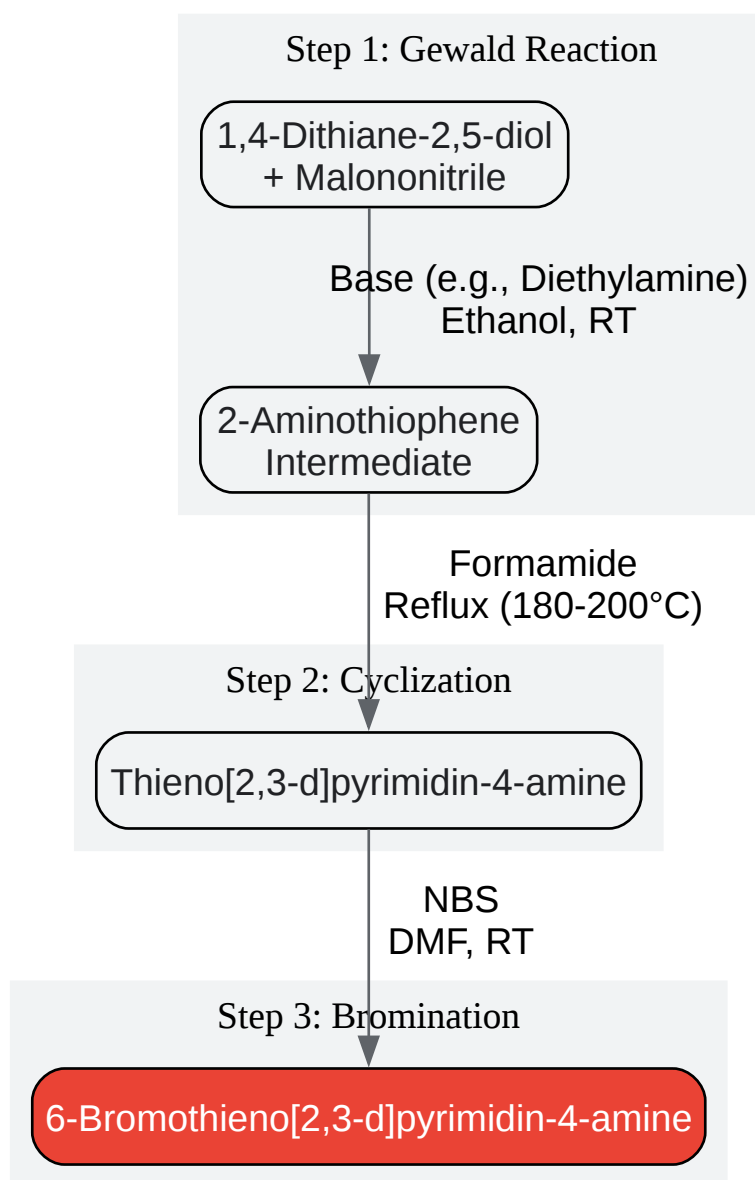 Step 1: Gewald Reaction
1,4-Dithiane-2,5-diol
+ Malononitrile
Base (e.g., Diethylamine)
Ethanol, RT
2-Aminothiophene
Intermediate
Formamide
Reflux (180-200°C)
Step 2: Cyclization
Thieno[2,3-d]pyrimidin-4-amine
NBS
DMF, RT
Step 3: Bromination
6-Bromothieno[2,3-d]pyrimidin-4-amine